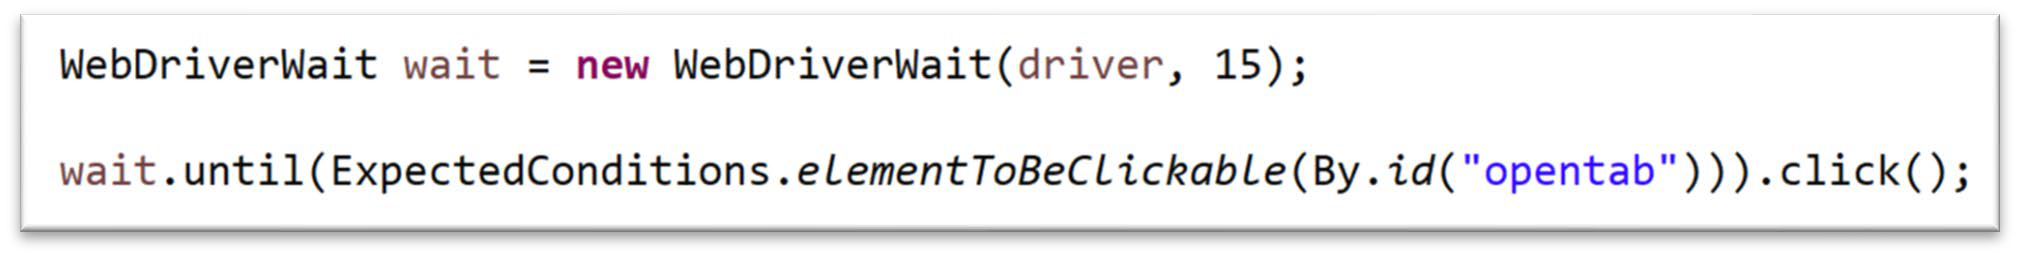 WebDriverWait wait = new WebDriverWait(driver, 15);
wait.until(ExpectedConditions.elementToBeClickable(By.id("opentab"))).click();